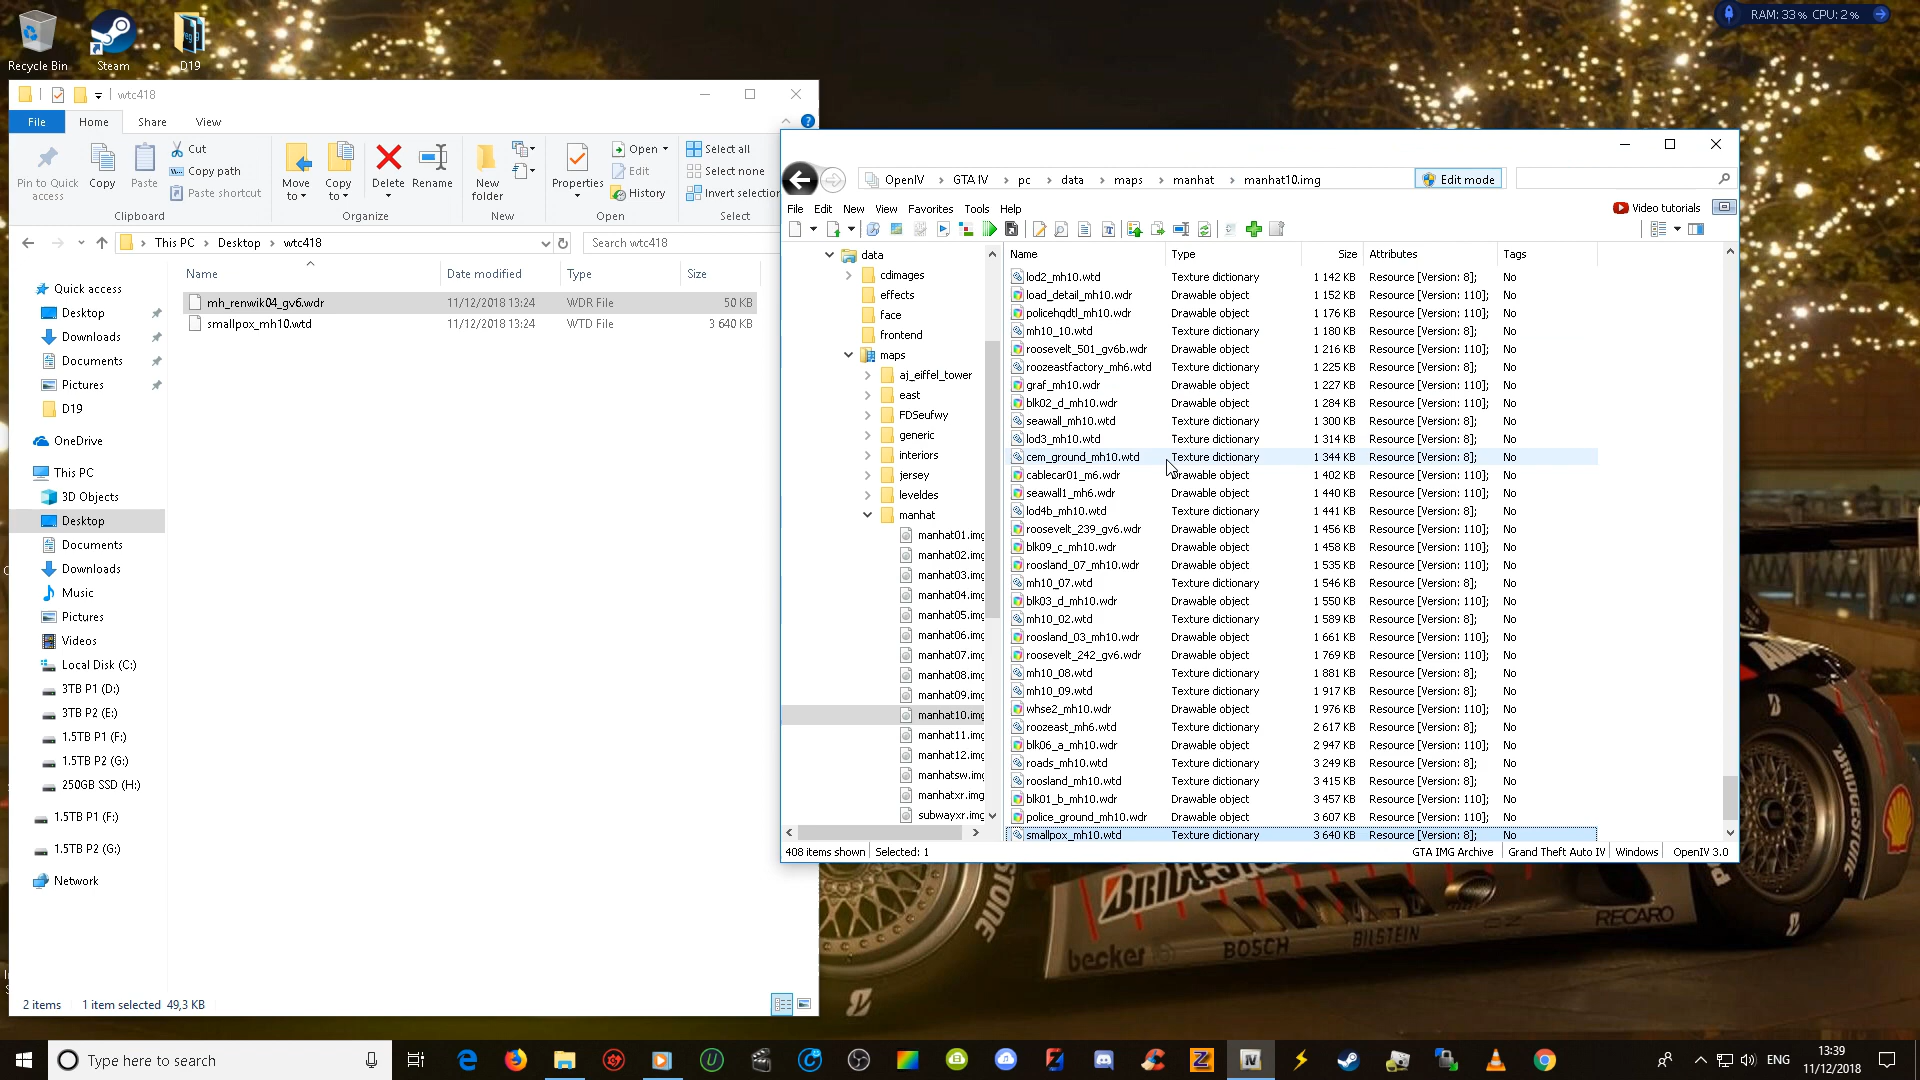 RAM: 33 % CPU: 2 %
Recycle Bin
Steam
D19
wtc418
File
Home
Share
View
Pin to Quick access
Copy
Paste
Cut
Copy path
Paste shortcut
Clipboard
Move to
Copy to
Delete
Rename
Organize
New folder
New
Properties
Open
Edit
History
Open
Select all
Select none
Invert selection
Select
This PC
Desktop
wtc418
Search wtc418
Name
Date modified
Type
Size
mh_renwik04_gv6.wdr 11/12/2018 13:24 WDR File 50 KB
smallpox_mh10.wtd 11/12/2018 13:24 WTD File 3 640 KB
Quick access
Desktop
Downloads
Documents
Pictures
D19
OneDrive
This PC
3D Objects
Desktop
Documents
Downloads
Music
Pictures
Videos
Local Disk (C:)
3TB P1 (D:)
3TB P2 (E:)
1.5TB P1 (F:)
1.5TB P2 (G:)
250GB SSD (H:)
1.5TB P1 (F:)
1.5TB P2 (G:)
Network
2 items 1 item selected 49,3 KB
OpenIV GTA IV pc data maps manhat manhat10.img
Edit mode
File Edit New View Favorites Tools Help
Video tutorials
data
cdimages
effects
face
frontend
maps
aj_eiffel_tower
east
FDSeufwy
generic
interiors
jersey
leveldes
manhat
manhat01.img
manhat02.img
manhat03.img
manhat04.img
manhat05.img
manhat06.img
manhat07.img
manhat08.img
manhat09.img
manhat10.img
manhat11.img
manhat12.img
manhatsw.img
manhatxr.img
subwayxr.img
Name Type Size Attributes Tags
lod2_mh10.wtd Texture dictionary 1 142 KB Resource [Version: 8]; No
load_detail_mh10.wdr Drawable object 1 152 KB Resource [Version: 110]; No
policehqdtl_mh10.wdr Drawable object 1 176 KB Resource [Version: 110]; No
mh10_10.wtd Texture dictionary 1 180 KB Resource [Version: 8]; No
roosevelt_501_gv6b.wdr Drawable object 1 216 KB Resource [Version: 110]; No
roozeastfactory_mh6.wtd Texture dictionary 1 225 KB Resource [Version: 8]; No
graf_mh10.wdr Drawable object 1 227 KB Resource [Version: 110]; No
blk02_d_mh10.wdr Drawable object 1 284 KB Resource [Version: 110]; No
seawall_mh10.wtd Texture dictionary 1 300 KB Resource [Version: 8]; No
lod3_mh10.wtd Texture dictionary 1 314 KB Resource [Version: 8]; No
cem_ground_mh10.wtd Texture dictionary 1 344 KB Resource [Version: 8]; No
cablecar01_m6.wdr Drawable object 1 402 KB Resource [Version: 110]; No
seawall1_mh6.wdr Drawable object 1 440 KB Resource [Version: 110]; No
lod4b_mh10.wtd Texture dictionary 1 441 KB Resource [Version: 8]; No
roosevelt_239_gv6.wdr Drawable object 1 456 KB Resource [Version: 110]; No
blk09_c_mh10.wdr Drawable object 1 458 KB Resource [Version: 110]; No
roosland_07_mh10.wdr Drawable object 1 535 KB Resource [Version: 110]; No
mh10_07.wtd Texture dictionary 1 546 KB Resource [Version: 8]; No
blk03_d_mh10.wdr Drawable object 1 550 KB Resource [Version: 110]; No
mh10_02.wtd Texture dictionary 1 589 KB Resource [Version: 8]; No
roosland_03_mh10.wdr Drawable object 1 661 KB Resource [Version: 110]; No
roosevelt_242_gv6.wdr Drawable object 1 769 KB Resource [Version: 110]; No
mh10_08.wtd Texture dictionary 1 881 KB Resource [Version: 8]; No
mh10_09.wtd Texture dictionary 1 917 KB Resource [Version: 8]; No
whse2_mh10.wdr Drawable object 1 976 KB Resource [Version: 110]; No
roozeast_mh6.wtd Texture dictionary 2 617 KB Resource [Version: 8]; No
blk06_a_mh10.wdr Drawable object 2 947 KB Resource [Version: 110]; No
roads_mh10.wtd Texture dictionary 3 249 KB Resource [Version: 8]; No
roosland_mh10.wtd Texture dictionary 3 415 KB Resource [Version: 8]; No
blk01_b_mh10.wdr Drawable object 3 457 KB Resource [Version: 110]; No
police_ground_mh10.wdr Drawable object 3 607 KB Resource [Version: 110]; No
smallpox_mh10.wtd Texture dictionary 3 640 KB Resource [Version: 8]; No
408 items shown Selected: 1 GTA IMG Archive Grand Theft Auto IV Windows OpenIV 3.0
BRIDGESTONE
becker BOSCH BILSTEIN RECARO
Type here to search
ENG
13:39
11/12/2018